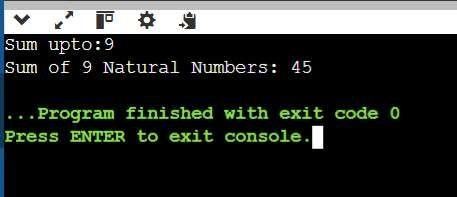 Sum upto:9
Sum of 9 Natural Numbers: 45
...Program finished with exit code 0
Press ENTER to exit console.